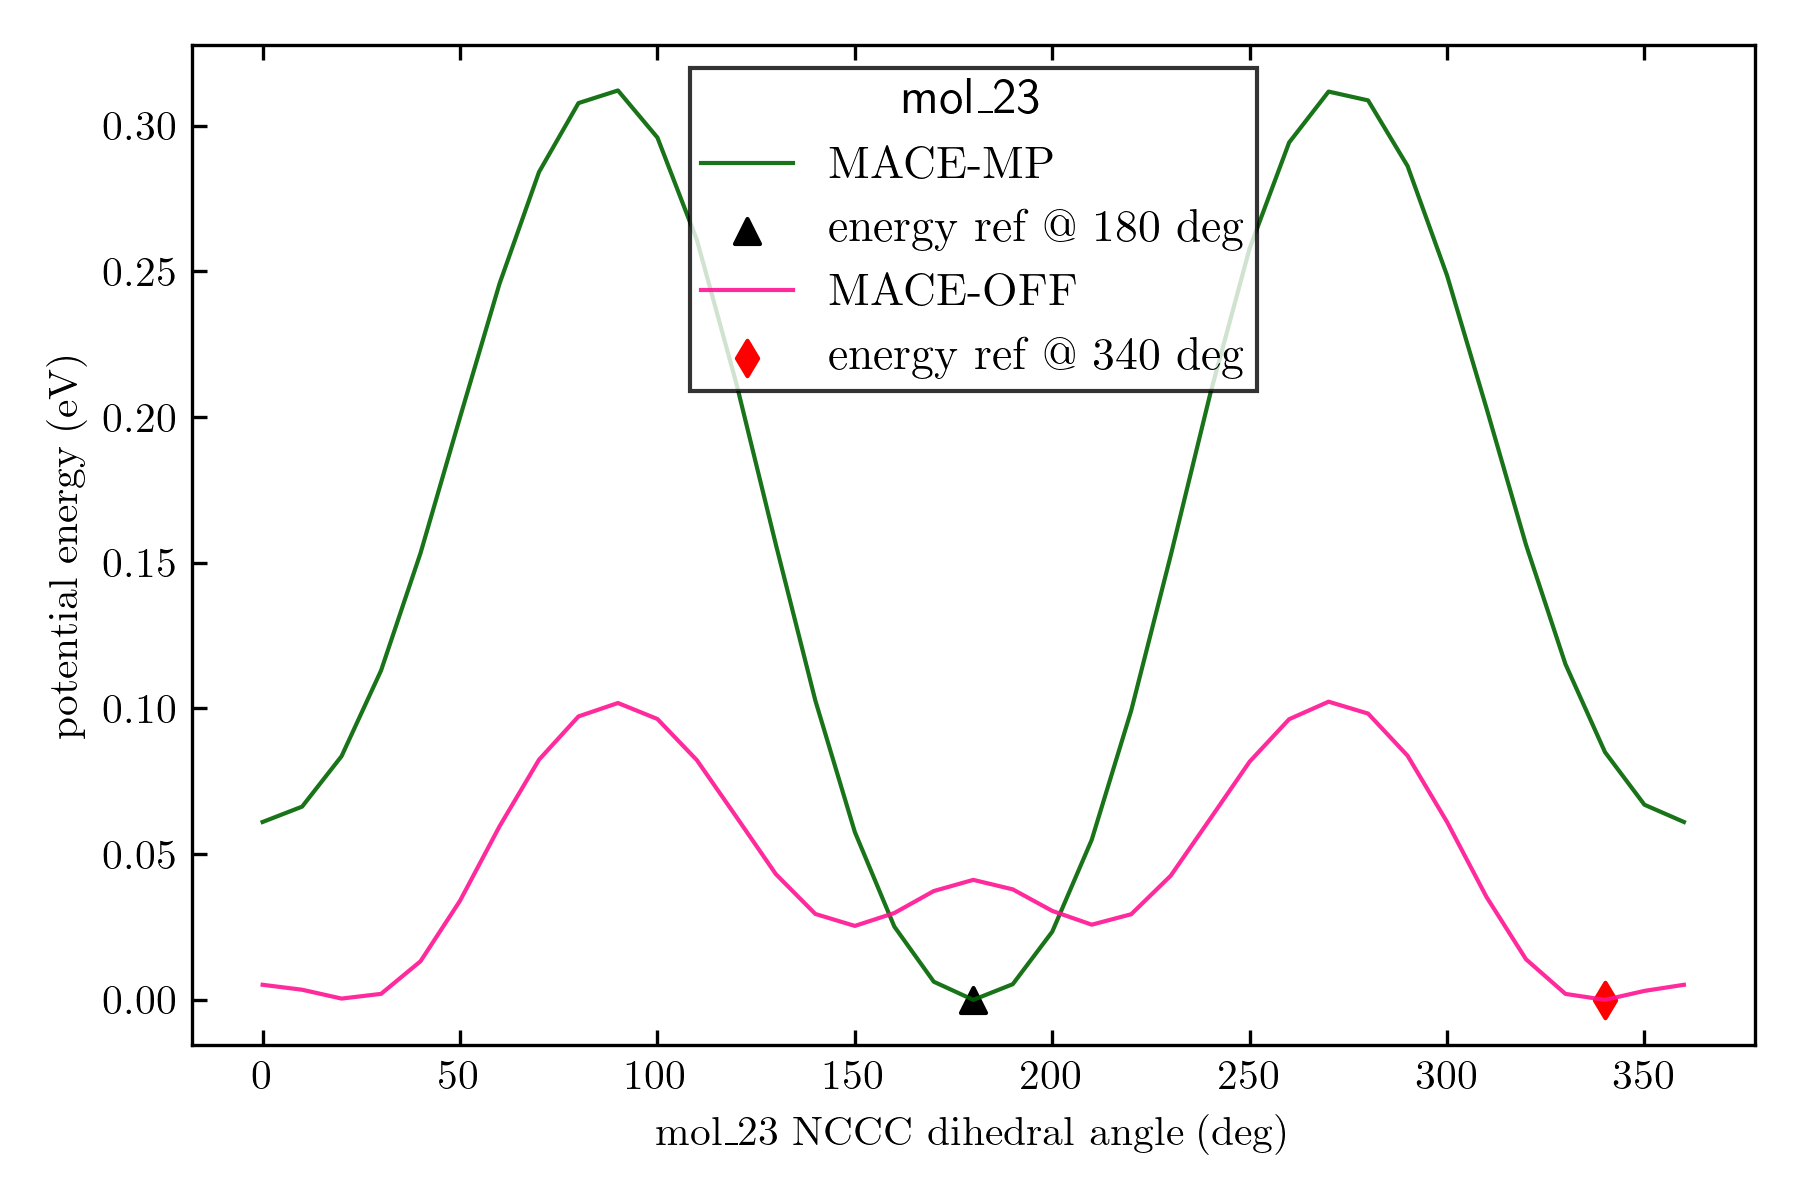 mol_23
MACE-MP
energy ref @ 180 deg
MACE-OFF
energy ref @ 340 deg
potential energy (eV)
0.30
0.25
0.20
0.15
0.10
0.05
0.00
0 50 100 150 200 250 300 350
mol_23 NCCC dihedral angle (deg)